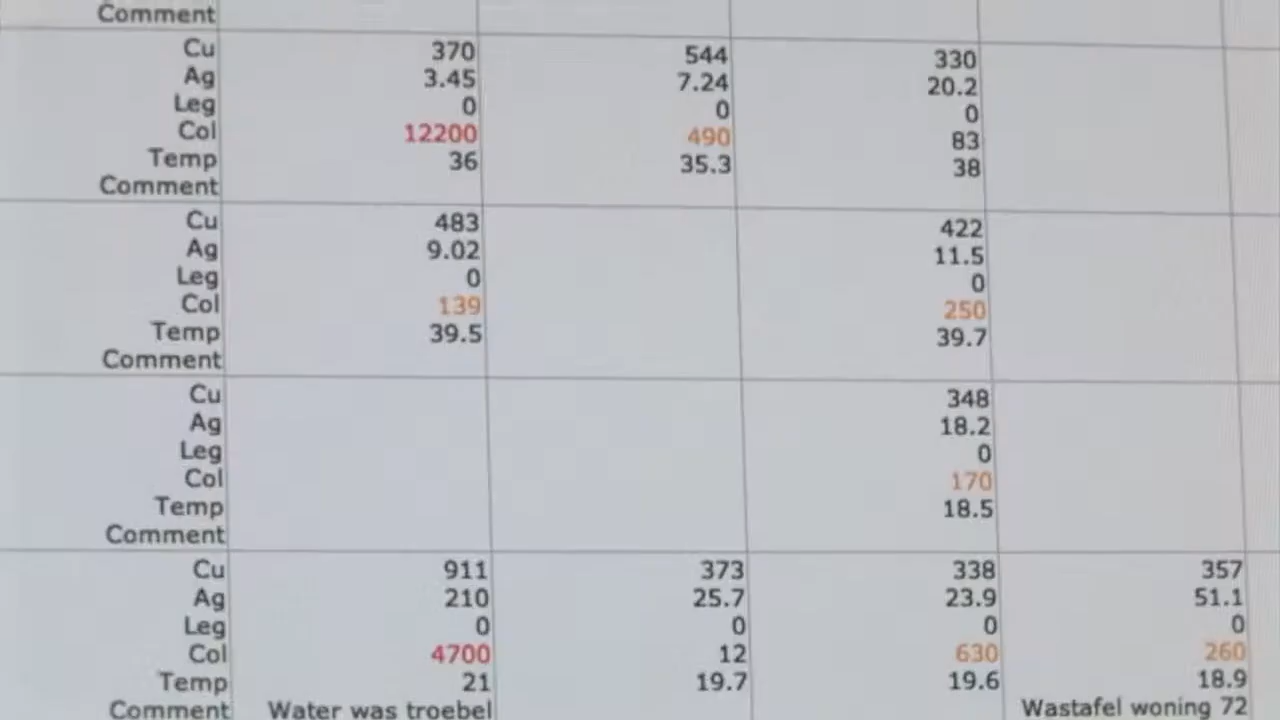 Comment
Cu 370 544 330
Ag 3.45 7.24 20.2
Leg 0 0 0
Col 12200 490 83
Temp 36 35.3 38
Comment
Cu 483 422
Ag 9.02 11.5
Leg 0 0
Col 139 250
Temp 39.5 39.7
Comment
Cu 348
Ag 18.2
Leg 0
Col 170
Temp 18.5
Comment
Cu 911 373 338 357
Ag 210 25.7 23.9 51.1
Leg 0 0 0 0
Col 4700 12 630 260
Temp 21 19.7 19.6 18.9
Comment Water was troebel Wastafel woning 72